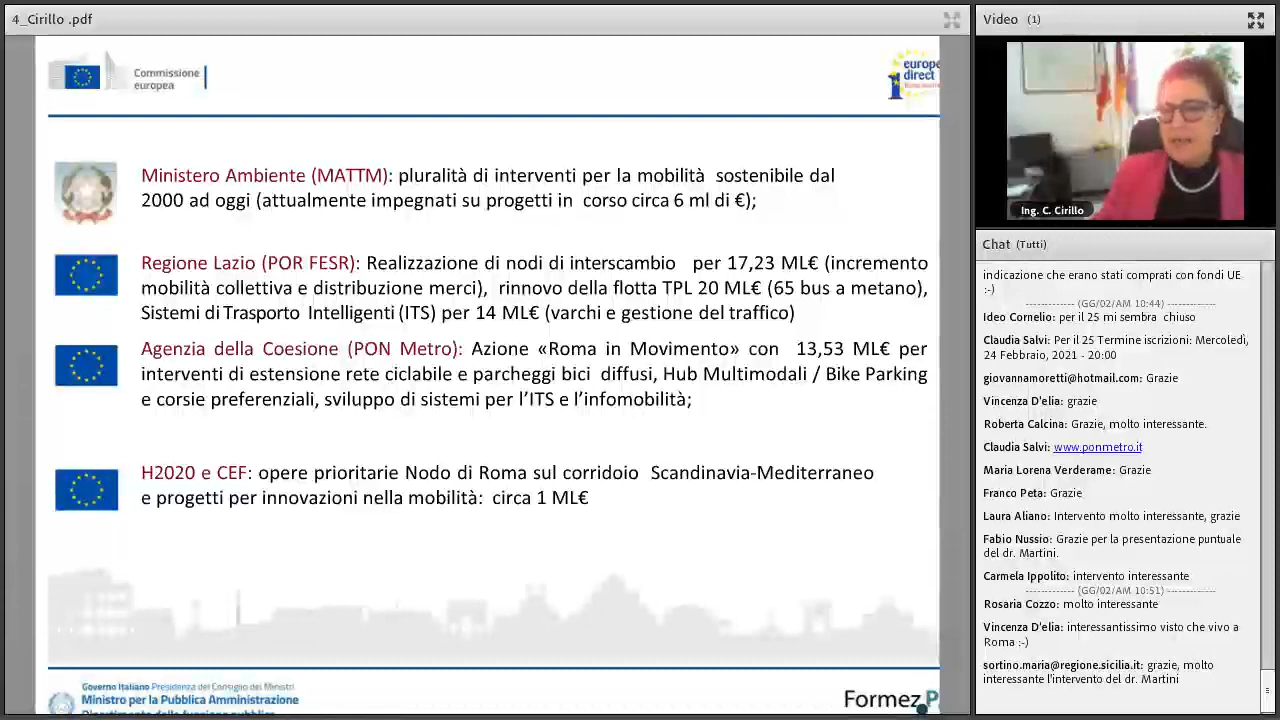 4_Cirillo .pdf
Commissione
europea
europe
direct
Ministero Ambiente (MATTM): pluralità di interventi per la mobilità sostenibile dal
2000 ad oggi (attualmente impegnati su progetti in corso circa 6 ml di €);
Regione Lazio (POR FESR): Realizzazione di nodi di interscambio per 17,23 ML€ (incremento
mobilità collettiva e distribuzione merci), rinnovo della flotta TPL 20 ML€ (65 bus a metano),
Sistemi di Trasporto Intelligenti (ITS) per 14 ML€ (varchi e gestione del traffico)
Agenzia della Coesione (PON Metro): Azione «Roma in Movimento» con 13,53 ML€ per
interventi di estensione rete ciclabile e parcheggi bici diffusi, Hub Multimodali / Bike Parking
e corsie preferenziali, sviluppo di sistemi per l'ITS e l'infomobilità;
H2020 e CEF: opere prioritarie Nodo di Roma sul corridoio Scandinavia-Mediterraneo
e progetti per innovazioni nella mobilità: circa 1 ML€
Governo Italiano Presidenza del Consiglio dei Ministri
Ministro per la Pubblica Amministrazione
Dipartimento della funzione pubblica
Formez
Video (1)
Ing. C. Cirillo
Chat (Tutti)
indicazione che erano stati comprati con fondi UE
:-)
------------ (GG/02/AM 10:44) ------------
Ideo Cornelio: per il 25 mi sembra chiuso
Claudia Salvi: Per il 25 Termine iscrizioni: Mercoledì,
24 Febbraio, 2021 - 20:00
giovannamoretti@hotmail.com: Grazie
Vincenza D'elia: grazie
Roberta Calcina: Grazie, molto interessante.
Claudia Salvi: www.ponmetro.it
Maria Lorena Verderame: Grazie
Franco Peta: Grazie
Laura Aliano: Intervento molto interessante, grazie
Fabio Nussio: Grazie per la presentazione puntuale
del dr. Martini.
Carmela Ippolito: intervento interessante
------------ (GG/02/AM 10:51) ------------
Rosaria Cozzo: molto interessante
Vincenza D'elia: interessantissimo visto che vivo a
Roma :-)
sortino.maria@regione.sicilia.it: grazie, molto
interessante l'intervento del dr. Martini